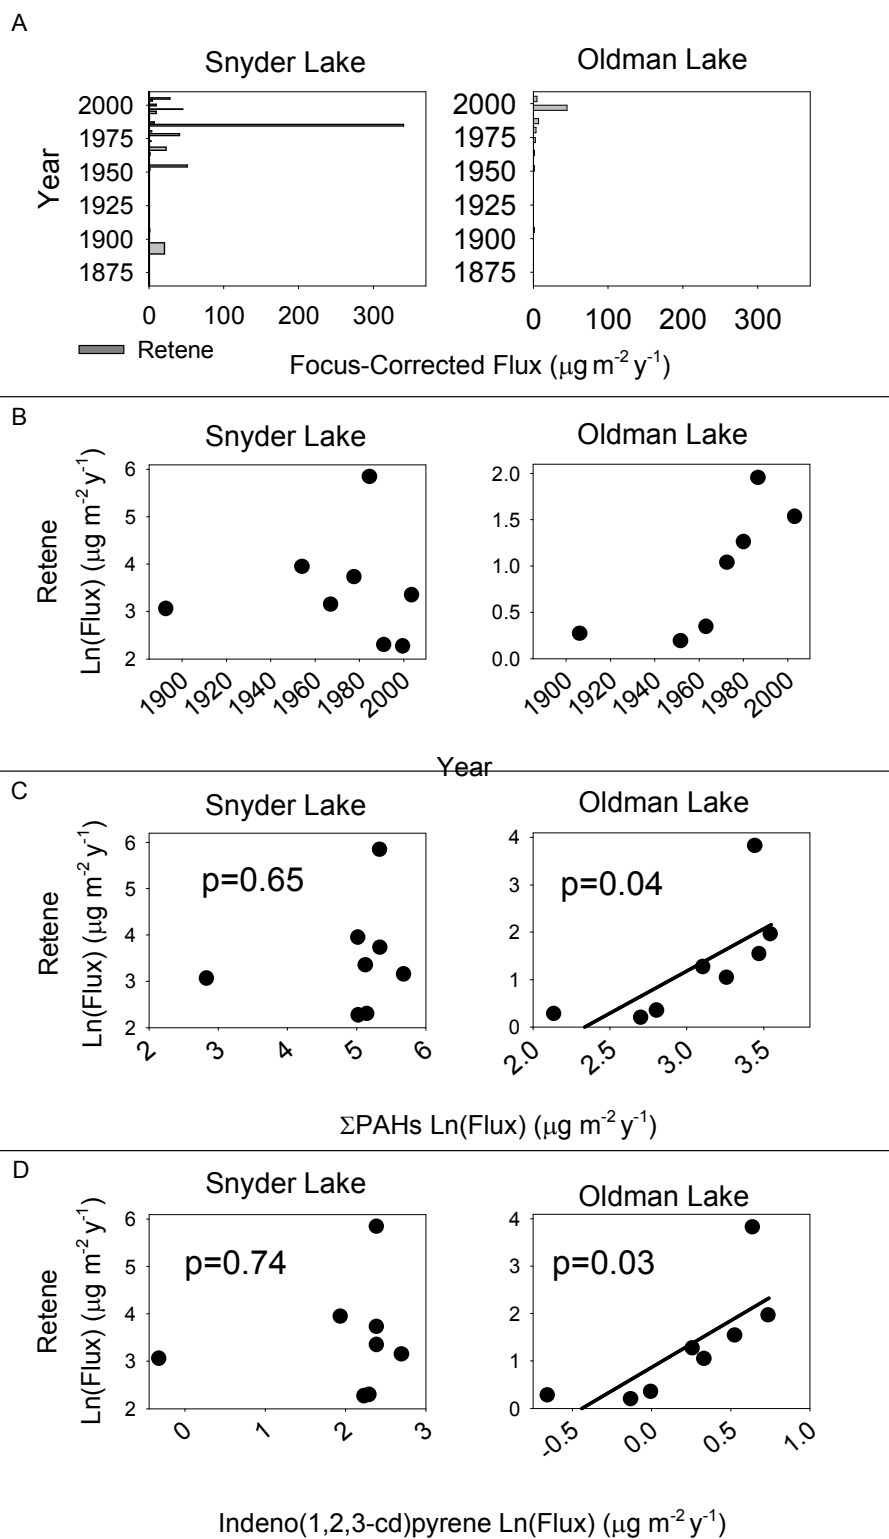 A
Snyder Lake
Oldman Lake
Year
2000
1975
1950
1925
1900
1875
2000
1975
1950
1925
1900
1875
0 100 200 300
0 100 200 300
Retene
Focus-Corrected Flux (μg m-2 y-1)
B
Snyder Lake
Oldman Lake
Retene
Ln(Flux) (μg m-2 y-1)
6
5
4
3
2
2.0
1.5
1.0
0.5
0.0
1900 1920 1940 1960 1980 2000
1900 1920 1940 1960 1980 2000
Year
C
Snyder Lake
Oldman Lake
Retene
Ln(Flux) (μg m-2 y-1)
6
5
4
3
2
p=0.65
4
3
2
1
0
p=0.04
2 3 4 5 6
2.0 2.5 3.0 3.5
ΣPAHs Ln(Flux) (μg m-2 y-1)
D
Snyder Lake
Oldman Lake
Retene
Ln(Flux) (μg m-2 y-1)
6
5
4
3
2
p=0.74
4
3
2
1
0
p=0.03
0 1 2 3
-0.5 0.0 0.5 1.0
Indeno(1,2,3-cd)pyrene Ln(Flux) (μg m-2 y-1)